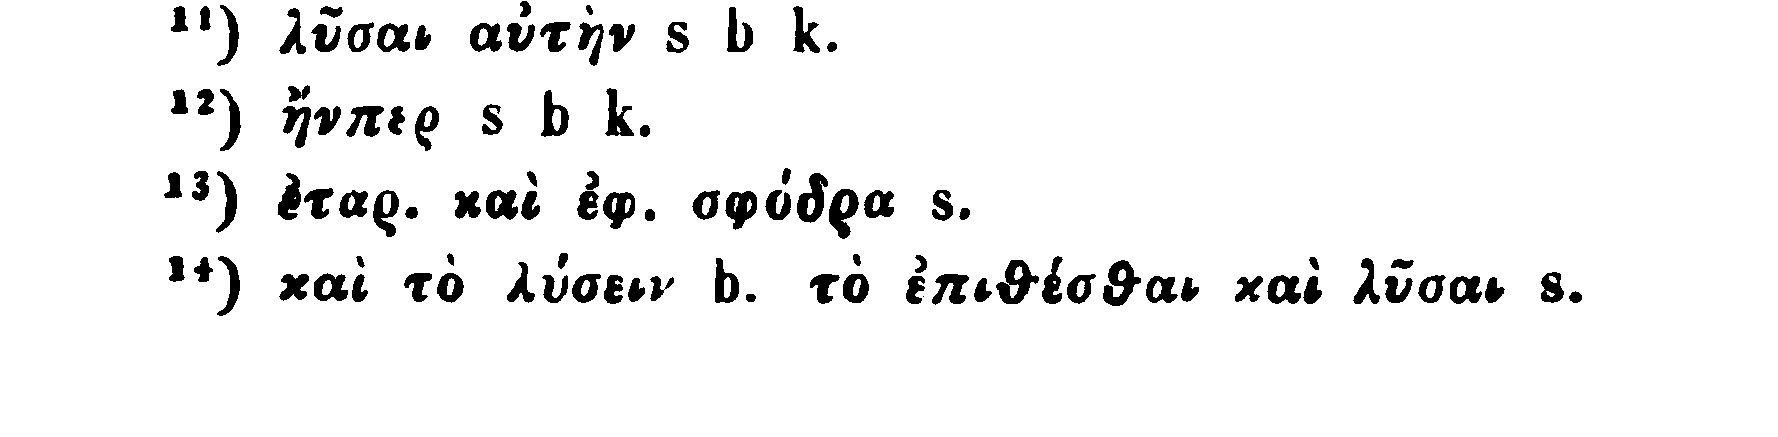 ¹¹) λῦσαι αὐτὴν s b k.
¹²) ἤνπερ s b k.
¹³) ἐταρ. καὶ ἐφ. σφόδρα s.
¹⁴) καὶ τὸ λύσειν b. τὸ ἐπιθέσθαι καὶ λῦσαι s.